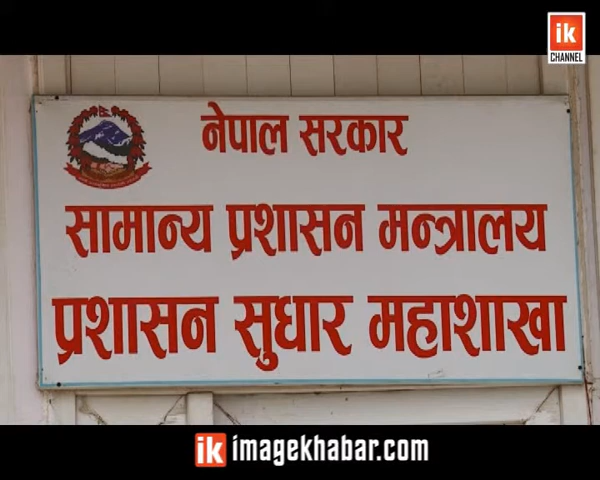 ik
CHANNEL
नेपाल सरकार
सामान्य प्रशासन मन्त्रालय
प्रशासन सुधार महाशाखा
ik imagekhabar.com